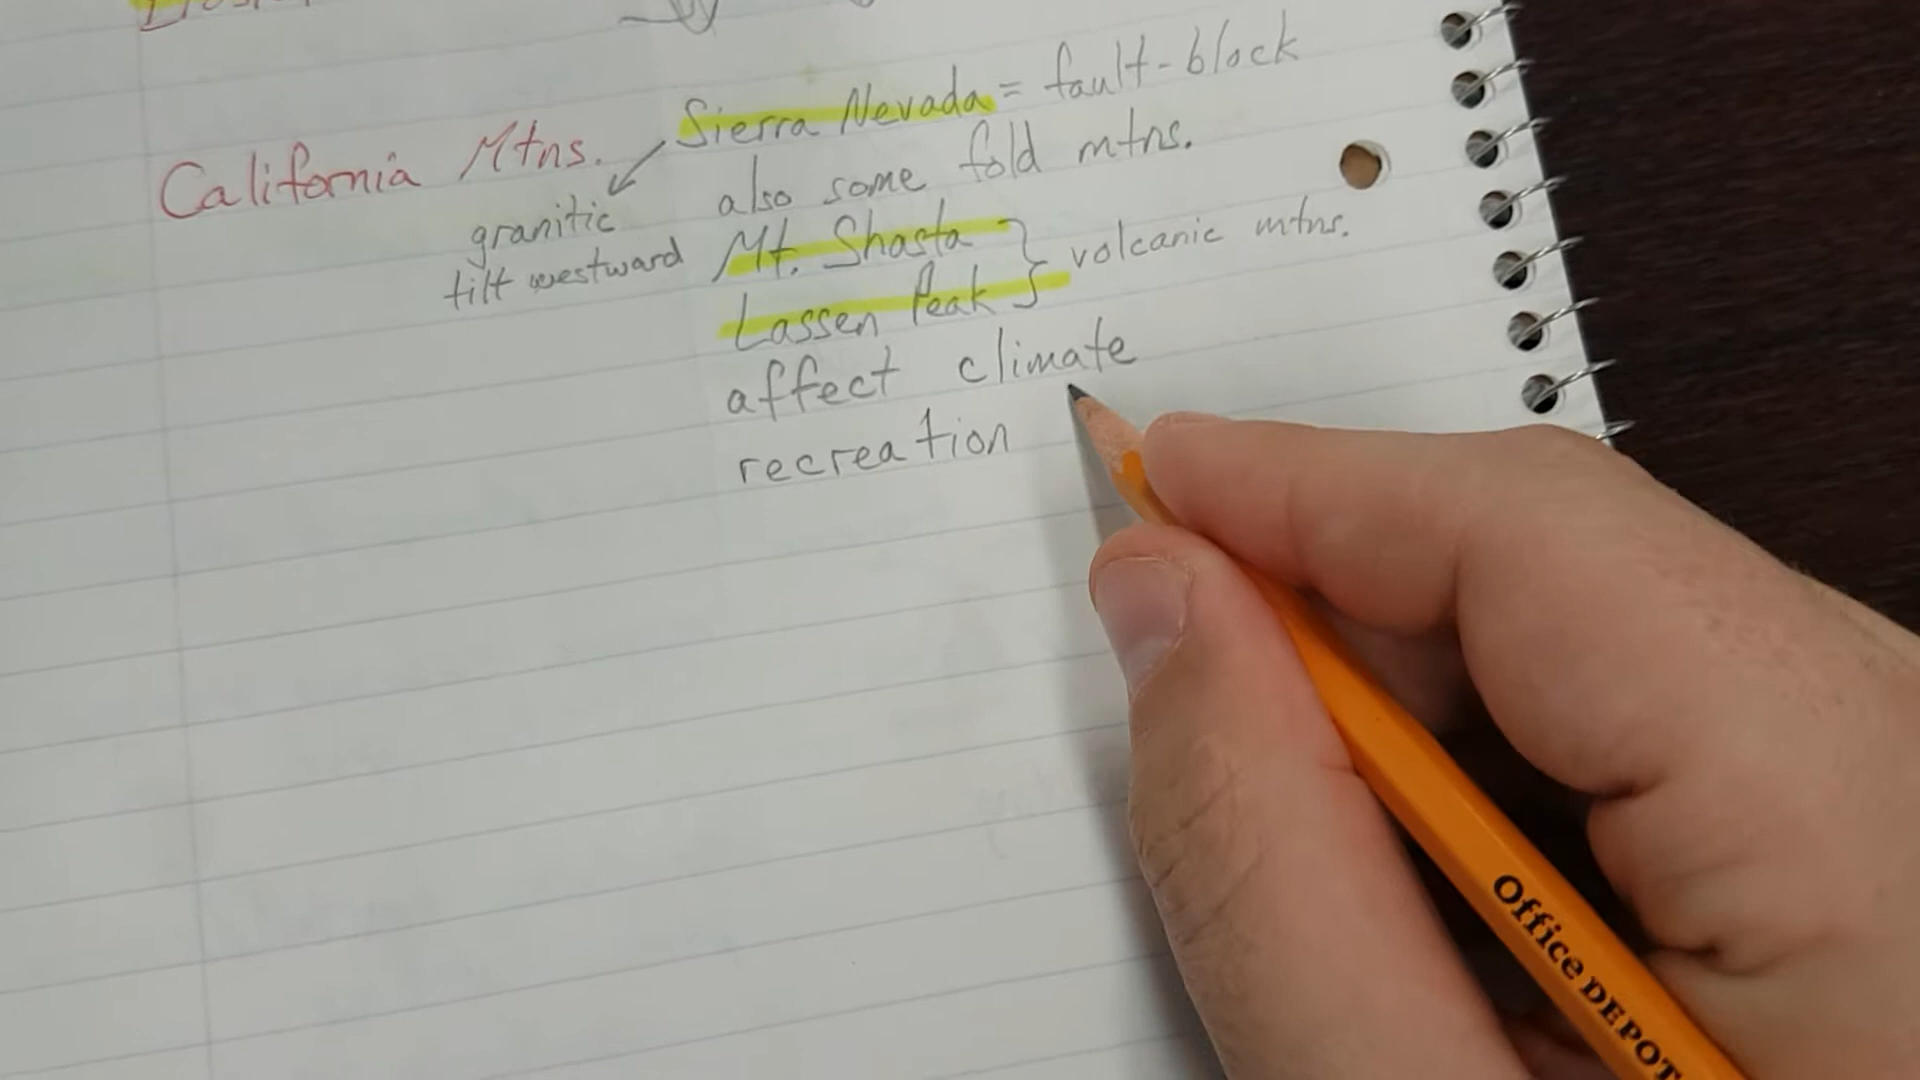 Sierra Nevada = fault-block
California Mtns.
also some fold mtns.
granitic
tilt westward
Mt. Shasta
volcanic mtns.
Lassen Peak
affect climate
recreation
Office DEPOT